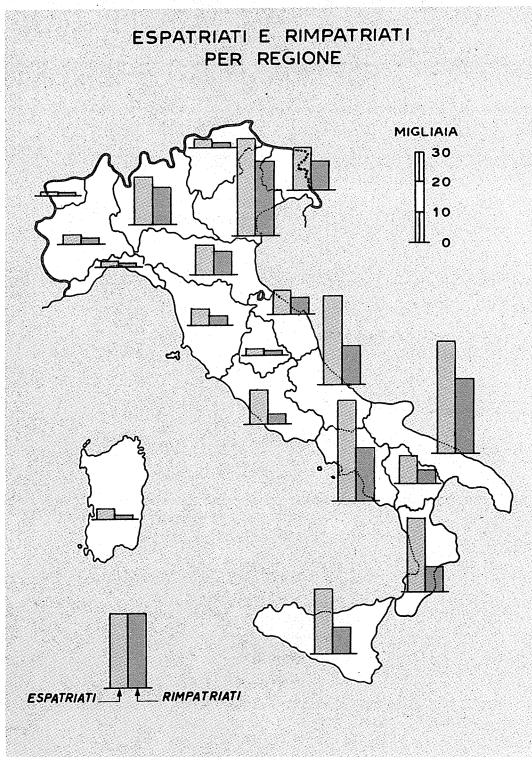 ESPATRIATI E RIMPATRIATI
PER REGIONE
MIGLIAIA
30
20
10
0
ESPATRIATI
RIMPATRIATI